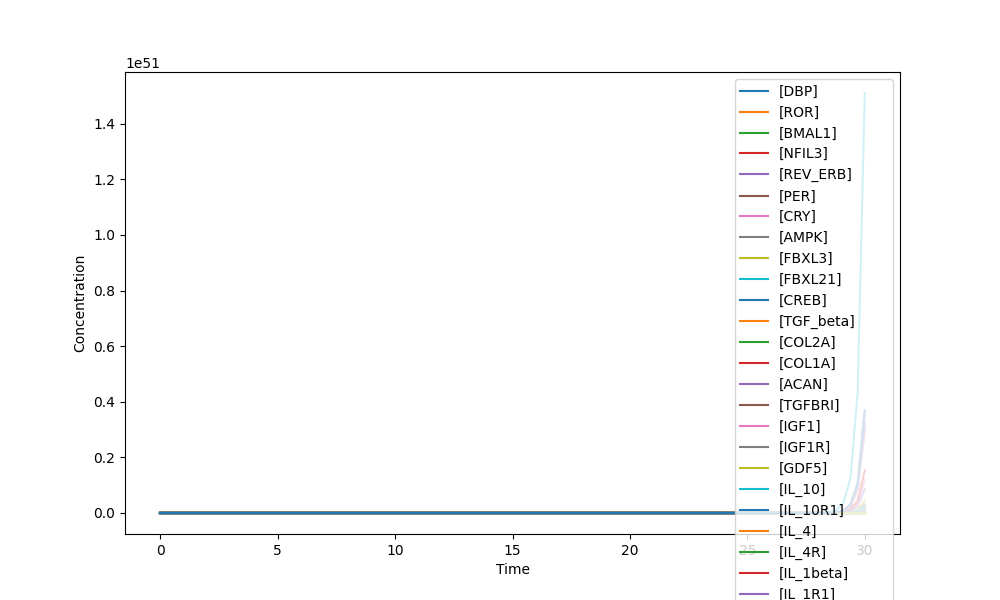 1e51
1.4
1.2
1.0
0.8
0.6
0.4
0.2
0.0
Concentration
0
5
10
15
20
25
30
Time
[DBP]
[ROR]
[BMAL1]
[NFIL3]
[REV_ERB]
[PER]
[CRY]
[AMPK]
[FBXL3]
[FBXL21]
[CREB]
[TGF_beta]
[COL2A]
[COL1A]
[ACAN]
[TGFBRI]
[IGF1]
[IGF1R]
[GDF5]
[IL_10]
[IL_10R1]
[IL_4]
[IL_4R]
[IL_1beta]
[IL_1R1]